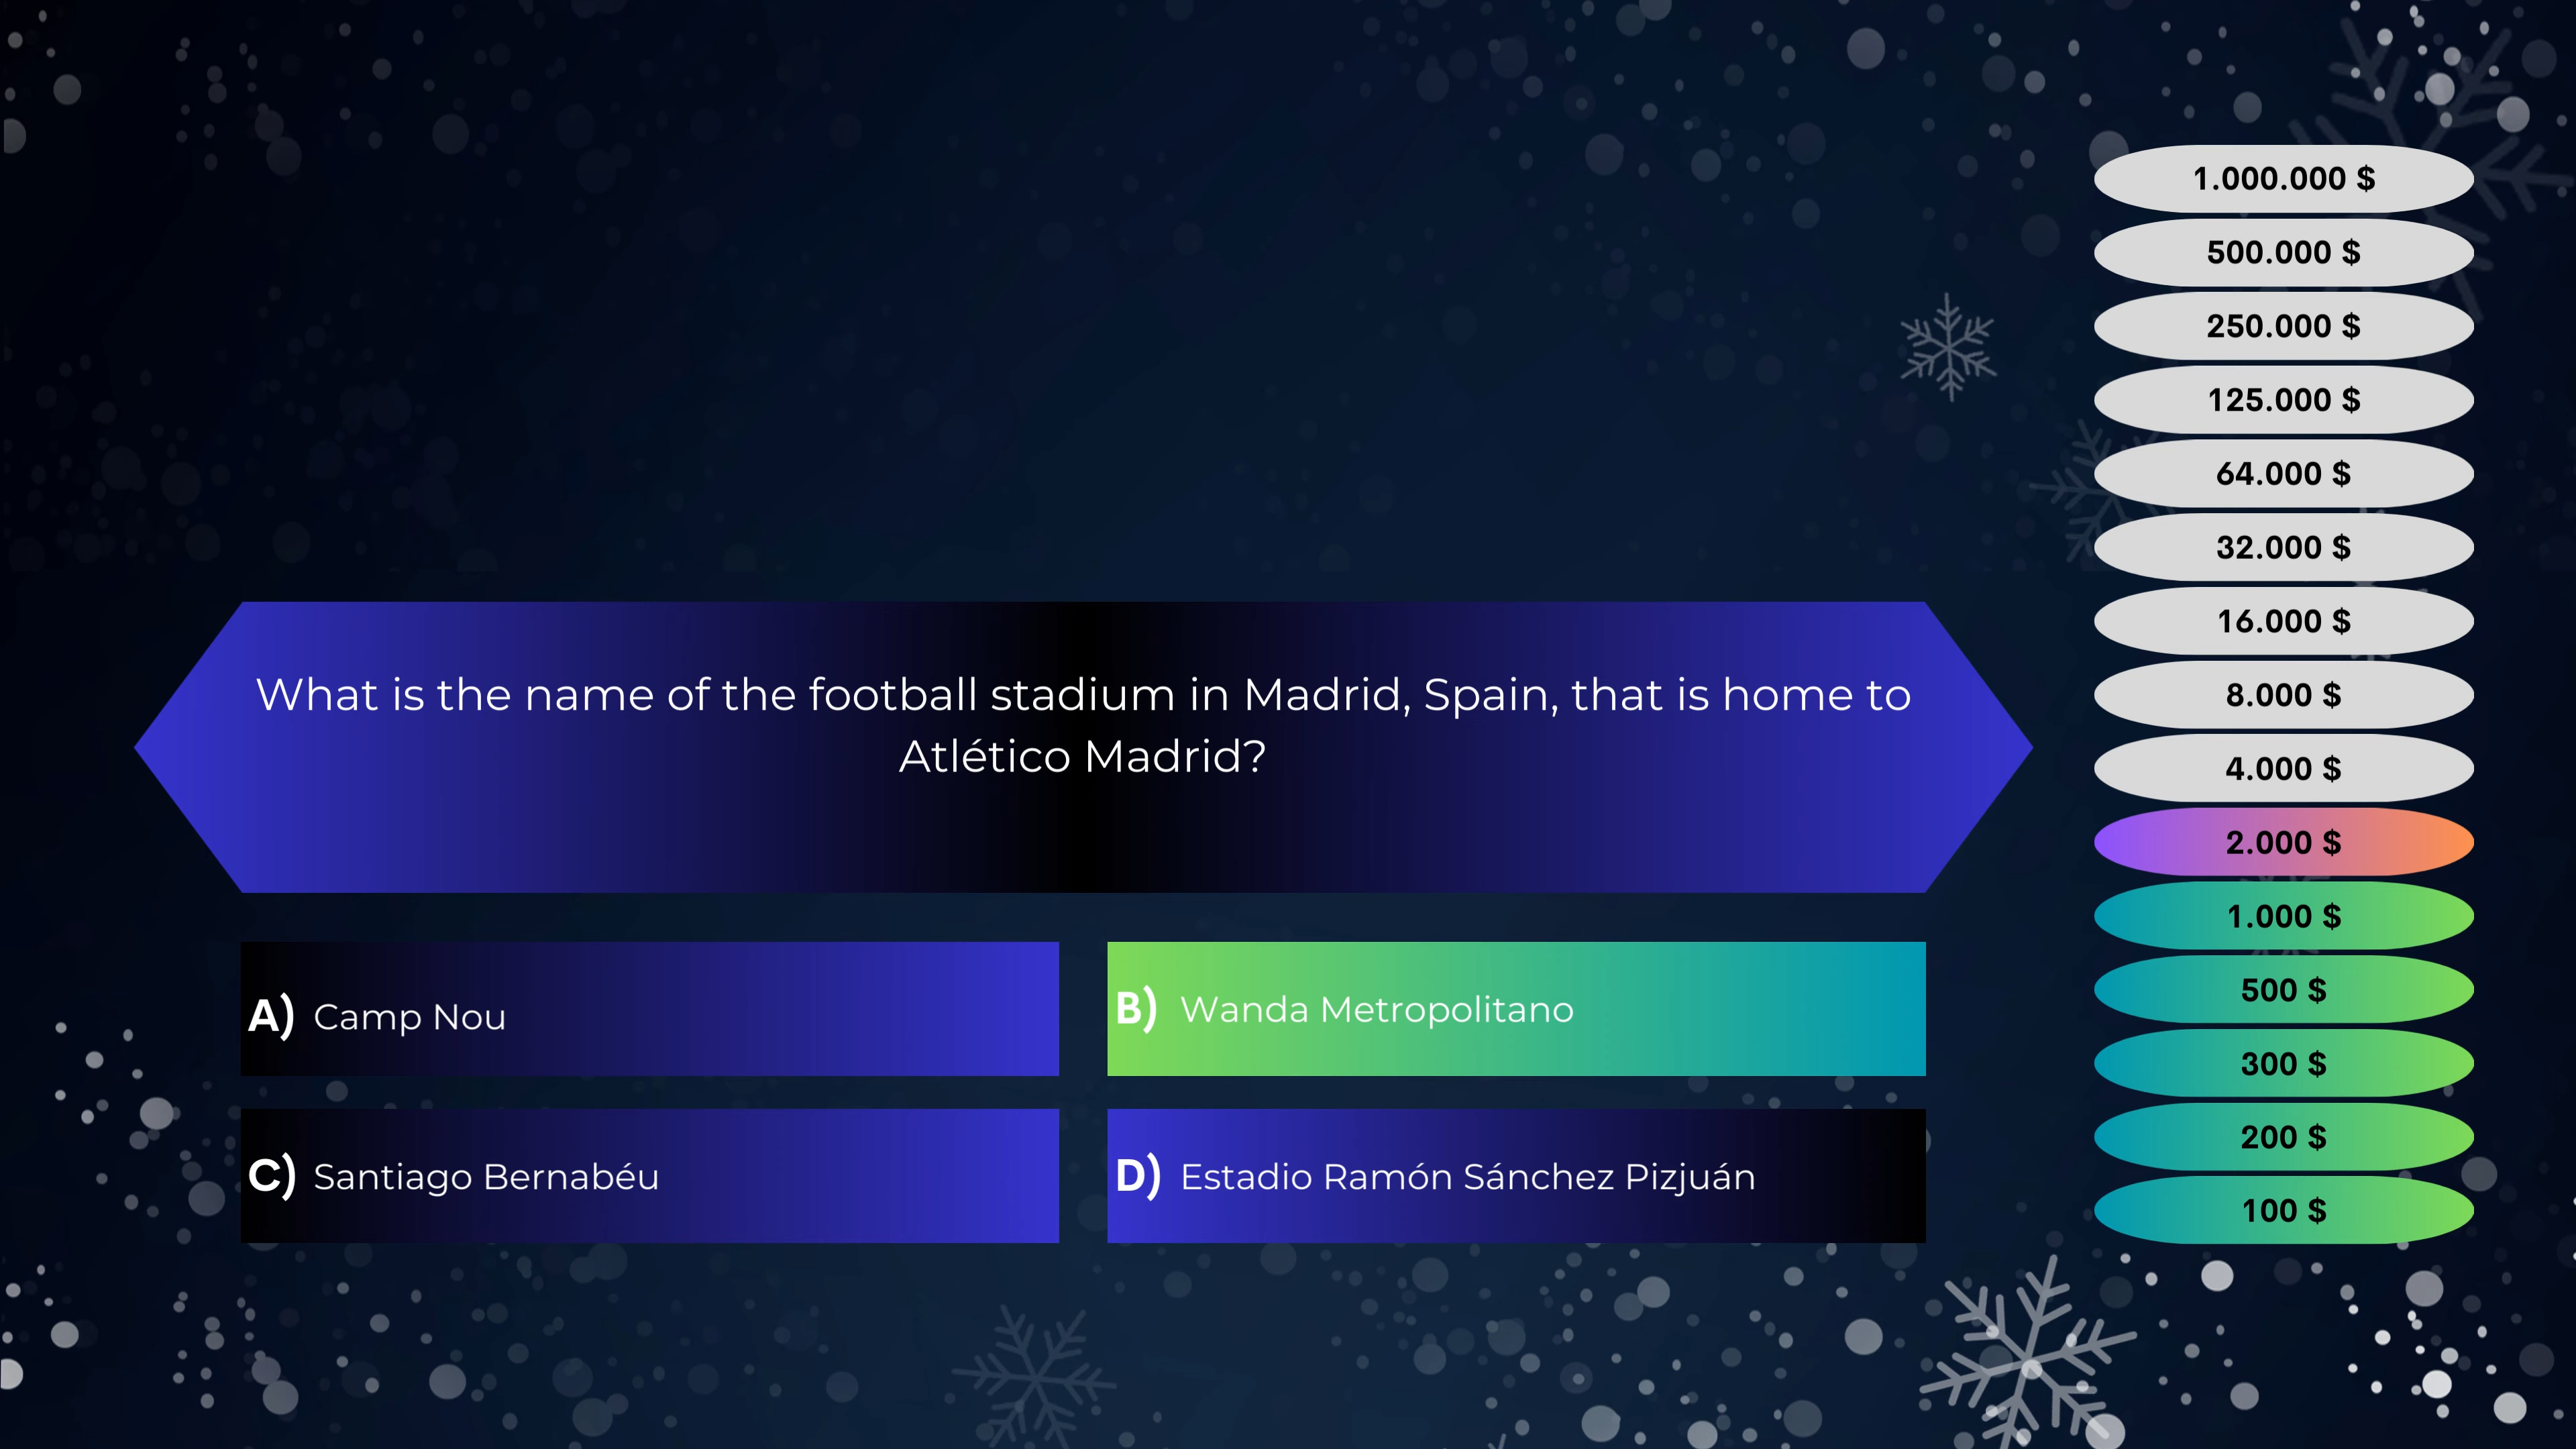 What is the name of the football stadium in Madrid, Spain, that is home to
Atlético Madrid?
A) Camp Nou
B) Wanda Metropolitano
C) Santiago Bernabéu
D) Estadio Ramón Sánchez Pizjuán
1.000.000 $
500.000 $
250.000 $
125.000 $
64.000 $
32.000 $
16.000 $
8.000 $
4.000 $
2.000 $
1.000 $
500 $
300 $
200 $
100 $